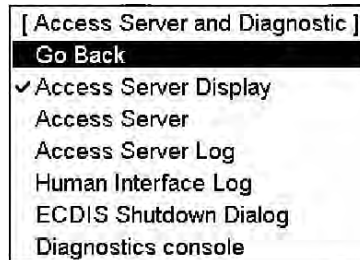 [ Access Server and Diagnostic ]
Go Back
✓Access Server Display
Access Server
Access Server Log
Human Interface Log
ECDIS Shutdown Dialog
Diagnostics console